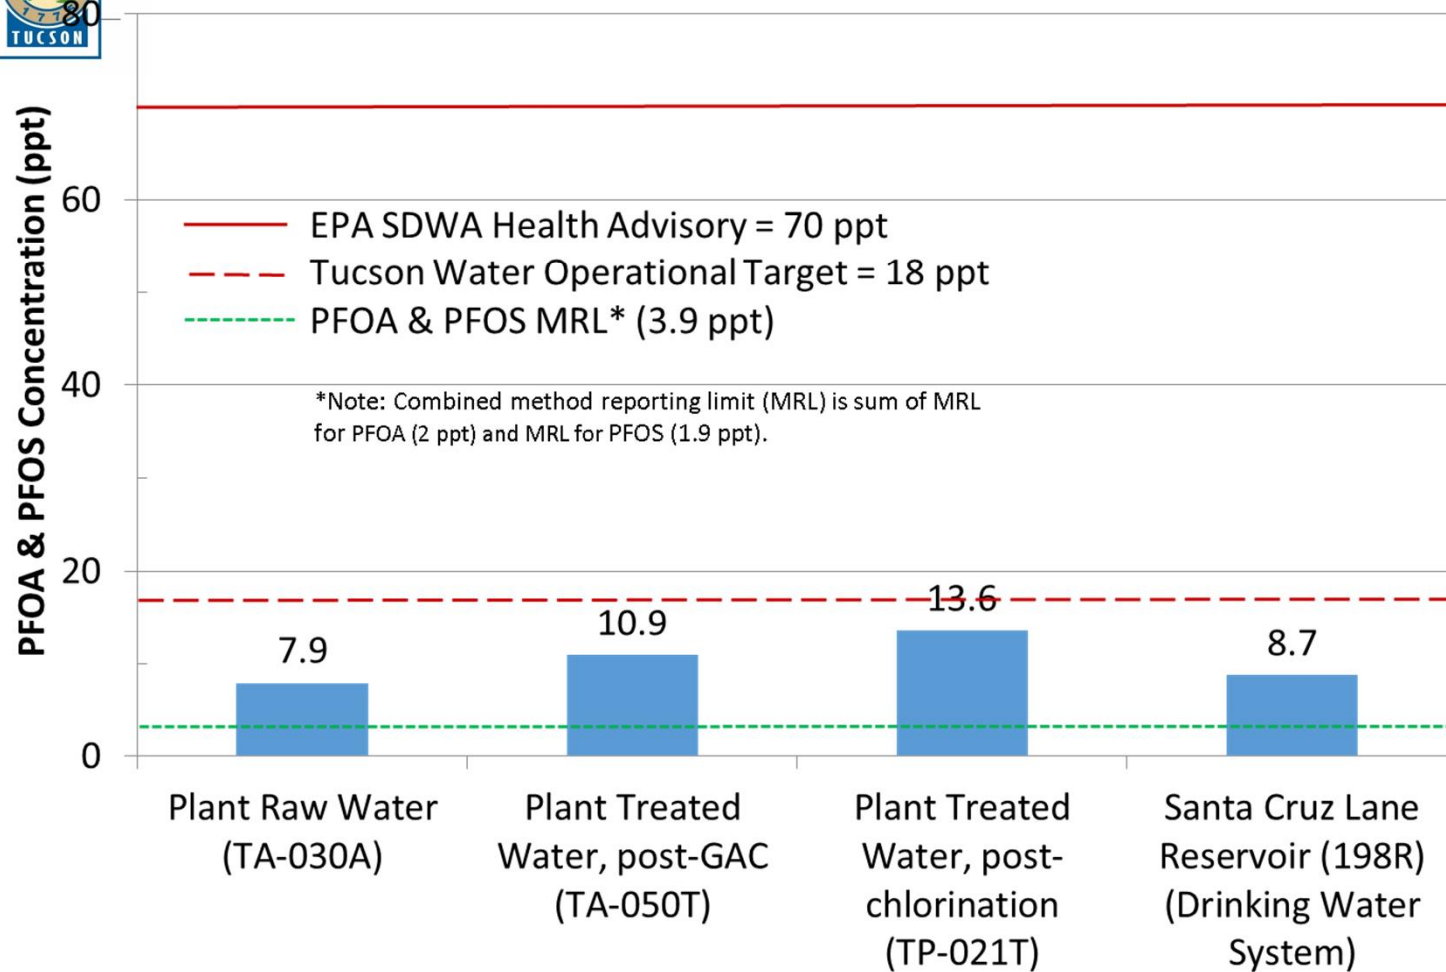 1775
TUCSON
PFOA & PFOS Concentration (ppt)
80
60
40
20
0
EPA SDWA Health Advisory = 70 ppt
Tucson Water Operational Target = 18 ppt
PFOA & PFOS MRL* (3.9 ppt)
*Note: Combined method reporting limit (MRL) is sum of MRL
for PFOA (2 ppt) and MRL for PFOS (1.9 ppt).
7.9
10.9
13.6
8.7
Plant Raw Water
(TA-030A)
Plant Treated
Water, post-GAC
(TA-050T)
Plant Treated
Water, post-
chlorination
(TP-021T)
Santa Cruz Lane
Reservoir (198R)
(Drinking Water
System)